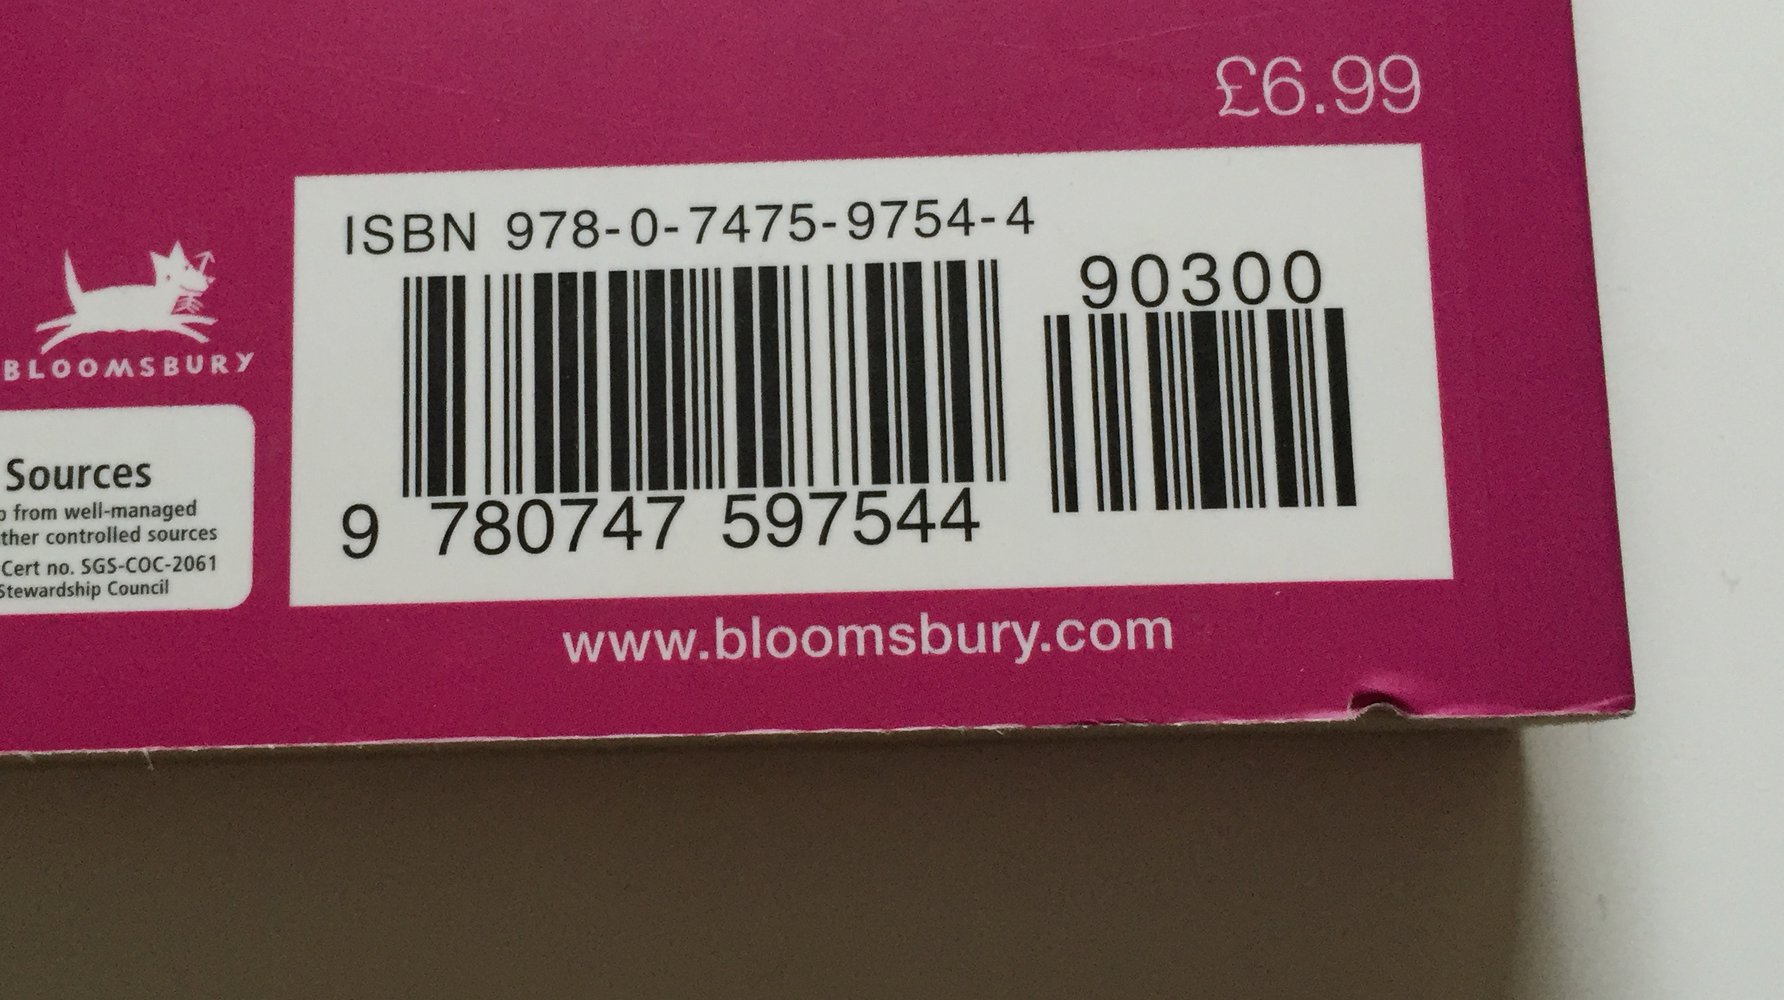 £6.99
ISBN 978-0-7475-9754-4
90300
9 780747 597544
BLOOMSBURY
Sources
from well-managed
controlled sources
Cert no. SGS-COC-2061
Stewardship Council
www.bloomsbury.com